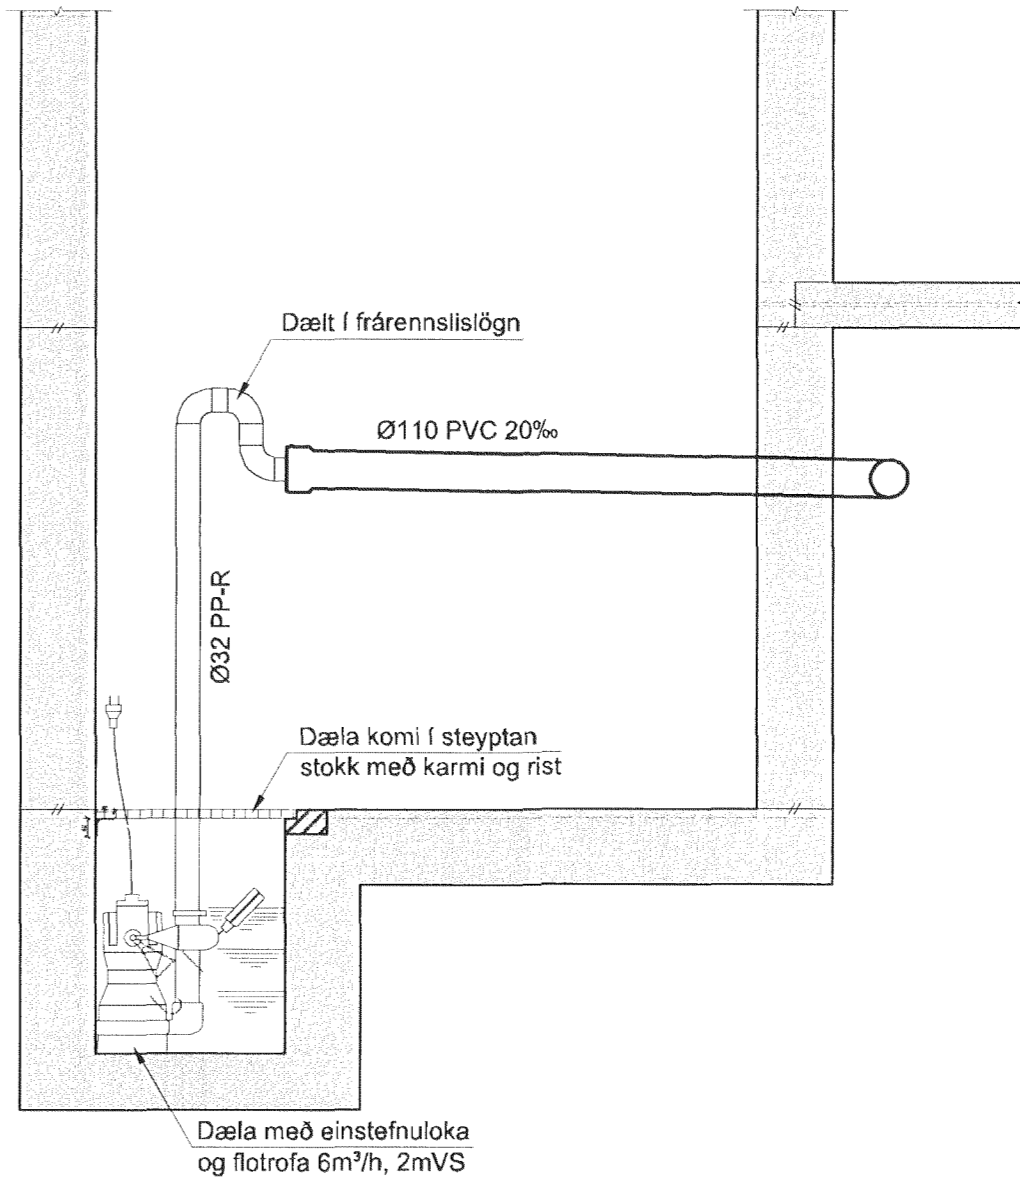 Dælt í frárennslislögn
Ø110 PVC 20‰
Ø32 PP-R
Dæla komi í steyptan
stokk með karmi og rist
Dæla með einstefnuloka
og flotrofa 6m³/h, 2mVS